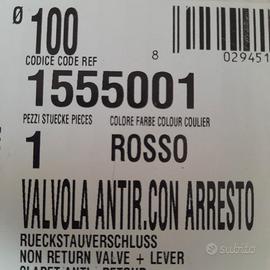 Ø 100
CODICE CODE REF
8 029451
1555001
PEZZI STUECKE PIECES COLORE FARBE COLOUR COULIER
1 ROSSO
VALVOLA ANTIR.CON ARRESTO
RUECKSTAUVERSCHLUSS
NON RETURN VALVE + LEVER
subito